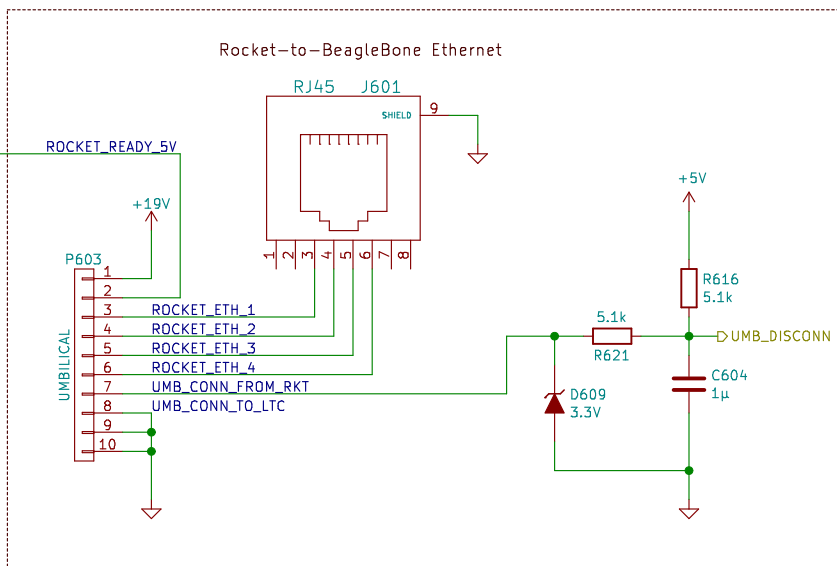 Rocket-to-BeagleBone Ethernet
RJ45 J601
SHIELD 9
1 2 3 4 5 6 7 8
ROCKET_READY_5V
+19V
P603
UMBILICAL
1
2
3 ROCKET_ETH_1
4 ROCKET_ETH_2
5 ROCKET_ETH_3
6 ROCKET_ETH_4
7 UMB_CONN_FROM_RKT
8 UMB_CONN_TO_LTC
9
10
+5V
R616
5.1k
5.1k
R621
UMB_DISCONN
D609
3.3V
C604
1µ